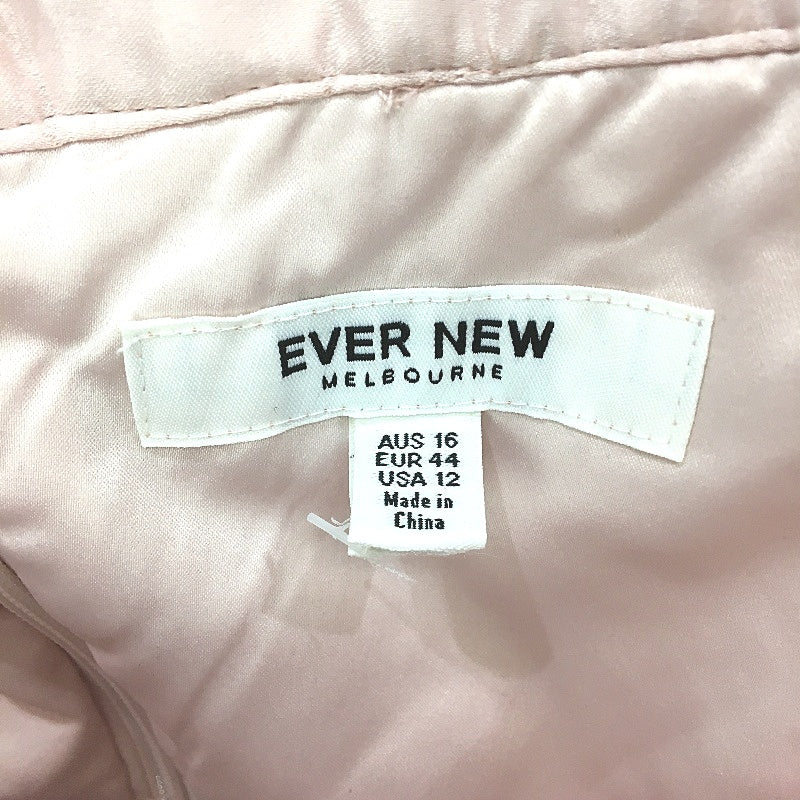 EVER NEW
MELBOURNE
AUS 16
EUR 44
USA 12
Made in
China